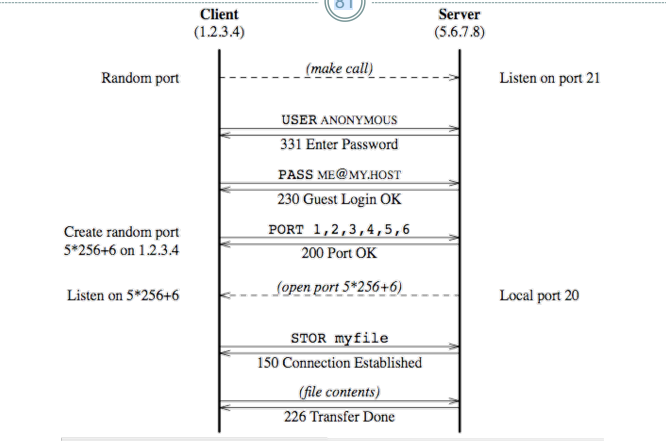 81
Client
(1.2.3.4)
Server
(5.6.7.8)
Random port
(make call)
Listen on port 21
USER ANONYMOUS
331 Enter Password
PASS ME@MY.HOST
230 Guest Login OK
Create random port
5*256+6 on 1.2.3.4
PORT 1,2,3,4,5,6
200 Port OK
Listen on 5*256+6
(open port 5*256+6)
Local port 20
STOR myfile
150 Connection Established
(file contents)
226 Transfer Done